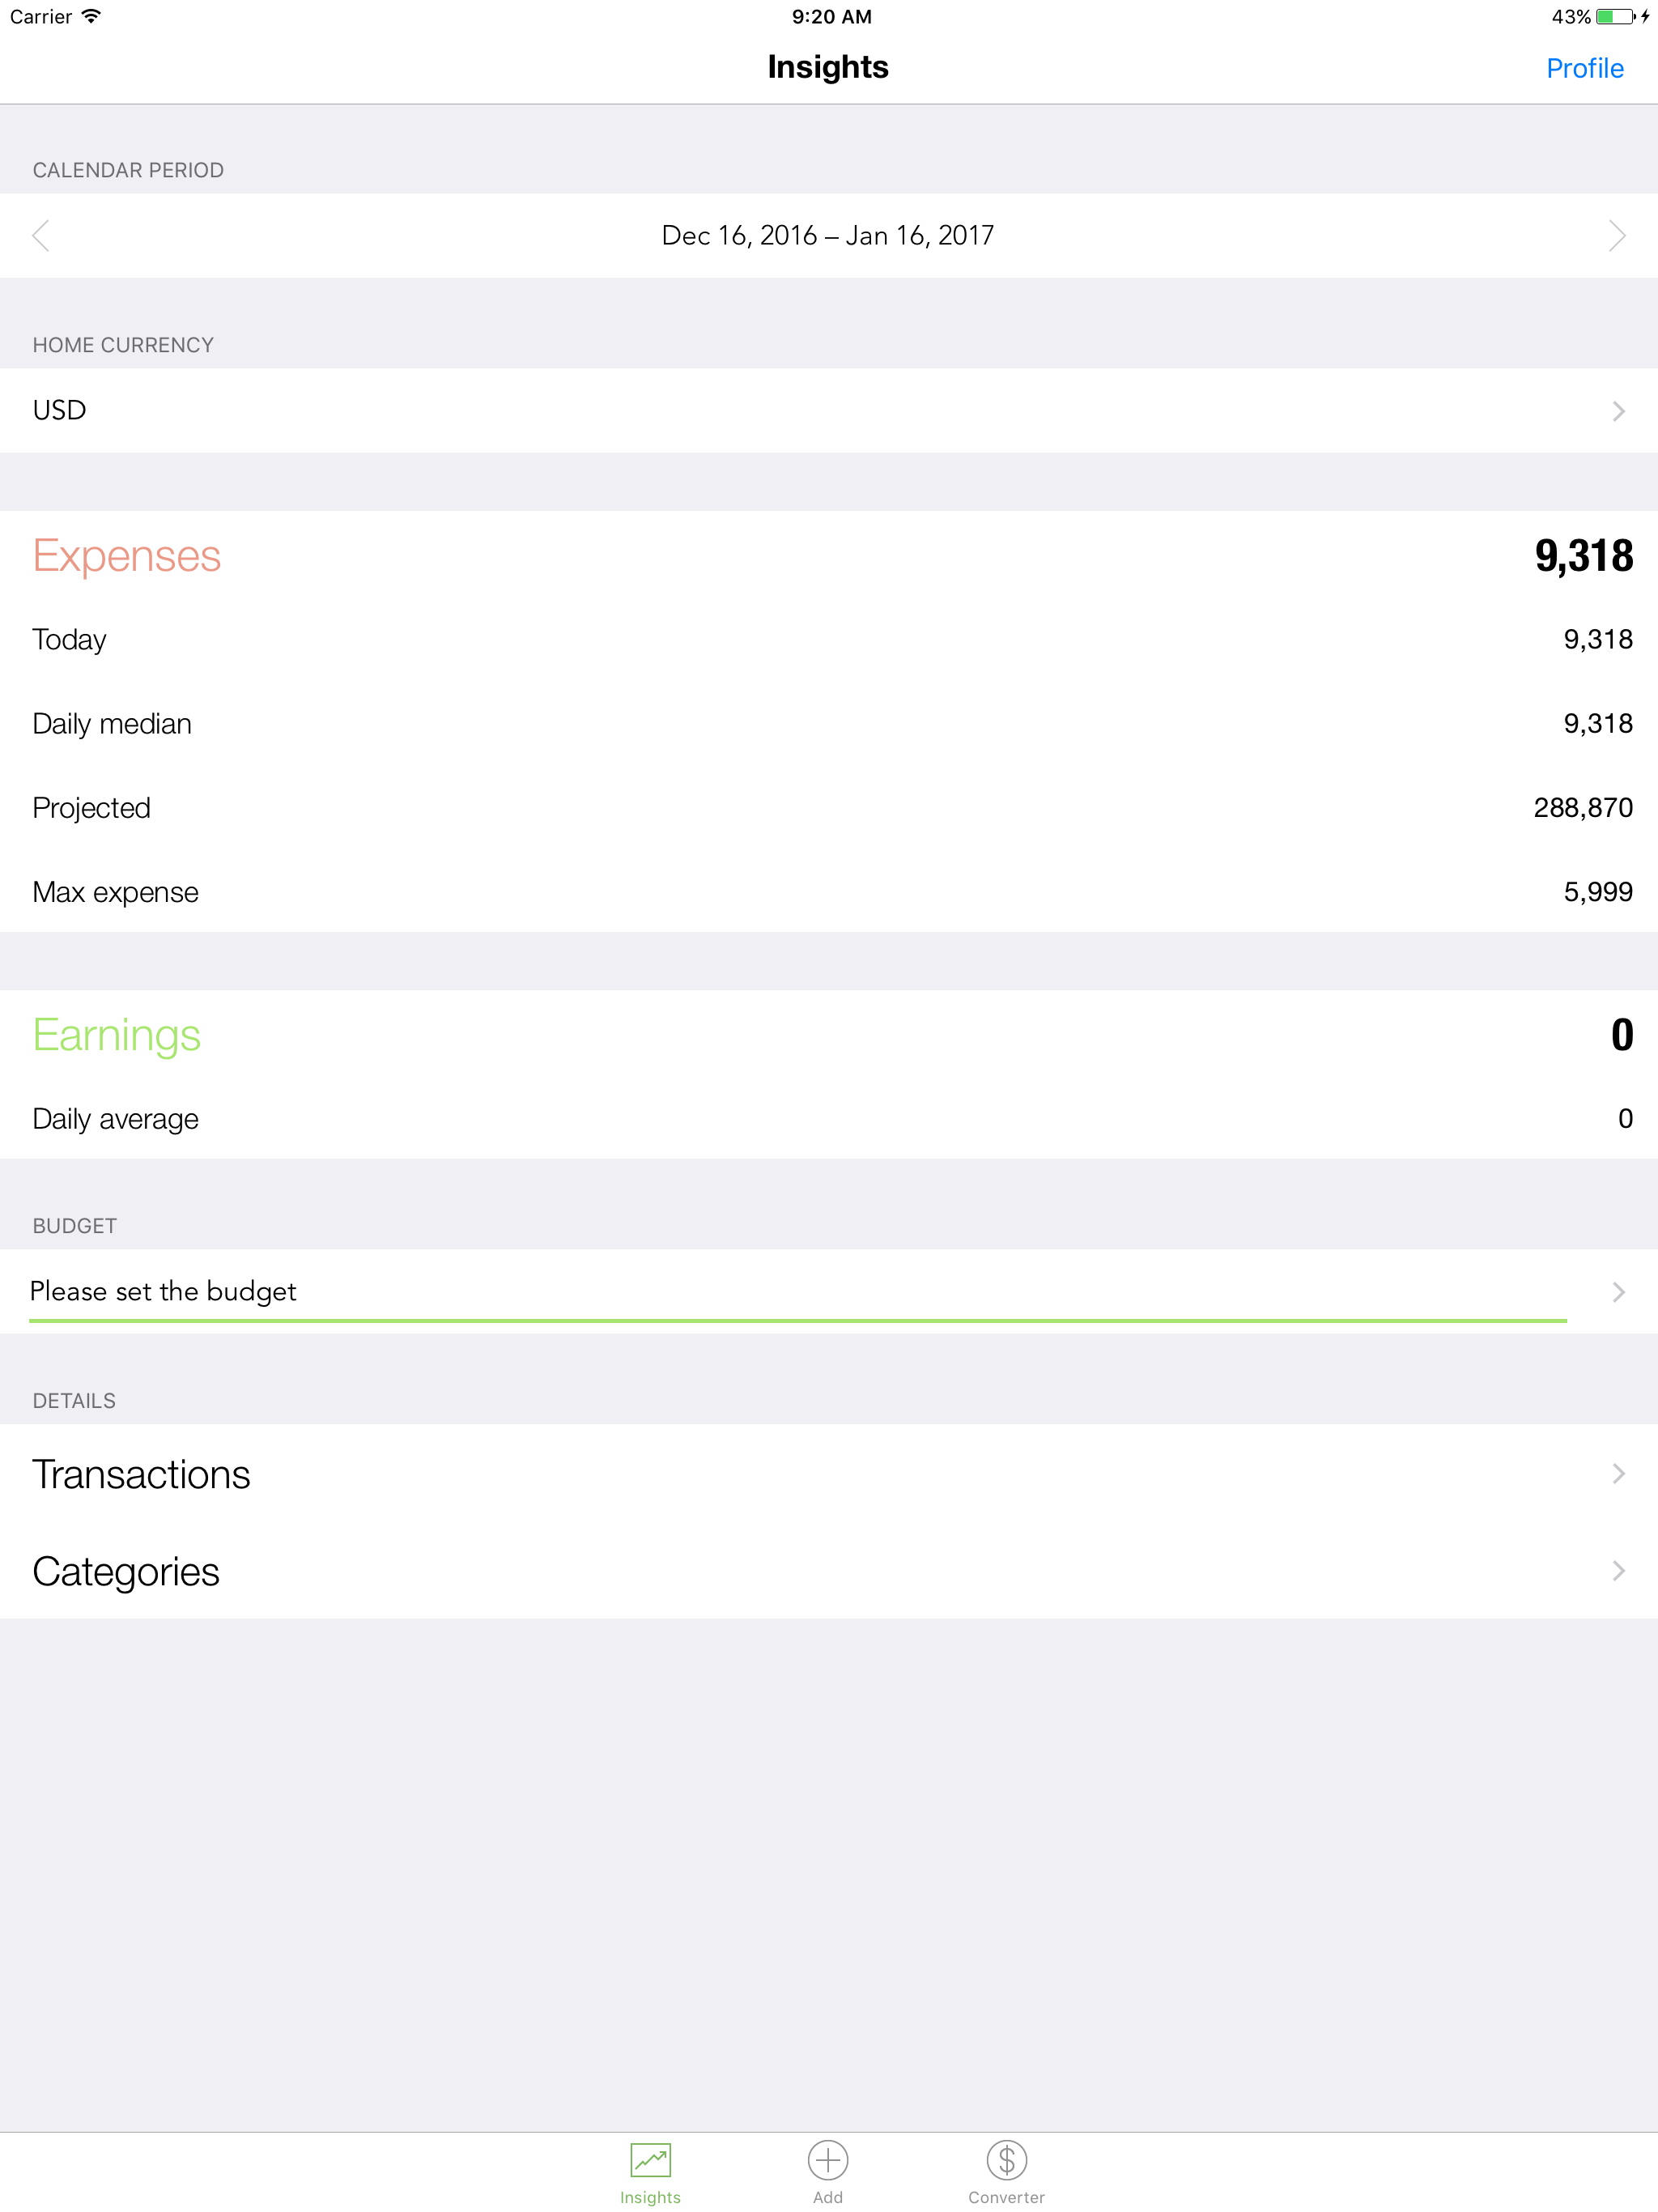 Carrier 9:20 AM 43%
Insights Profile
CALENDAR PERIOD
Dec 16, 2016 – Jan 16, 2017
HOME CURRENCY
USD
Expenses 9,318
Today 9,318
Daily median 9,318
Projected 288,870
Max expense 5,999
Earnings 0
Daily average 0
BUDGET
Please set the budget
DETAILS
Transactions
Categories
Insights Add Converter